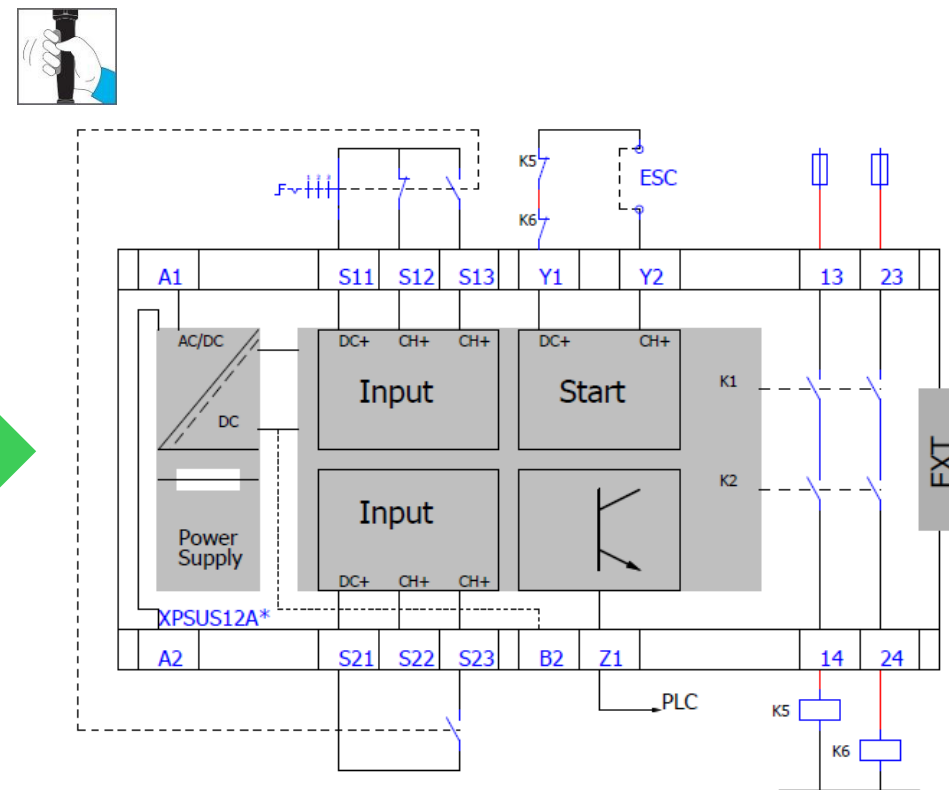 K5
ESC
K6
A1 S11 S12 S13 Y1 Y2 13 23
AC/DC
DC
DC+ CH+ CH+
Input
DC+ CH+
Start
K1
K2
EXT
Power
Supply
Input
DC+ CH+ CH+
XPSUS12A*
A2 S21 S22 S23 B2 Z1 14 24
PLC
K5
K6